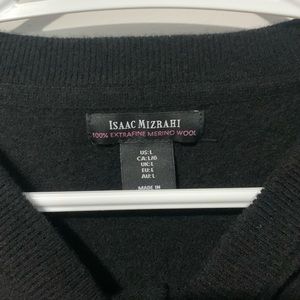 ISAAC MIZRAHI
100% EXTRAFINE MERINO WOOL
US:L
CA:L/G
UK:L
EU:L
AU:L
MADE IN